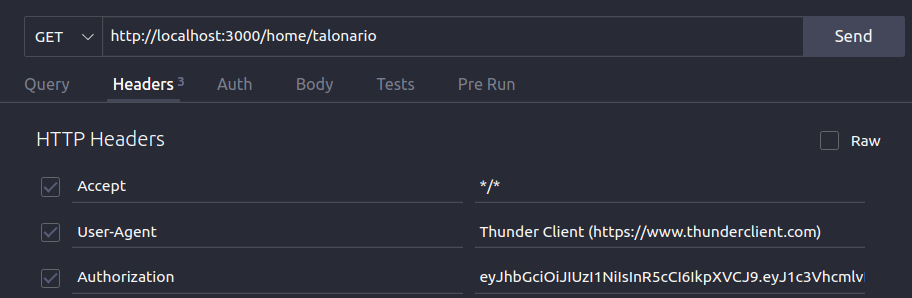 GET http://localhost:3000/home/talonario Send
Query Headers 3 Auth Body Tests Pre Run
HTTP Headers Raw
Accept */*
User-Agent Thunder Client (https://www.thunderclient.com)
Authorization eyJhbGciOiJIUzI1NiIsInR5cCI6IkpXVCJ9.eyJ1c3Vhcmlv